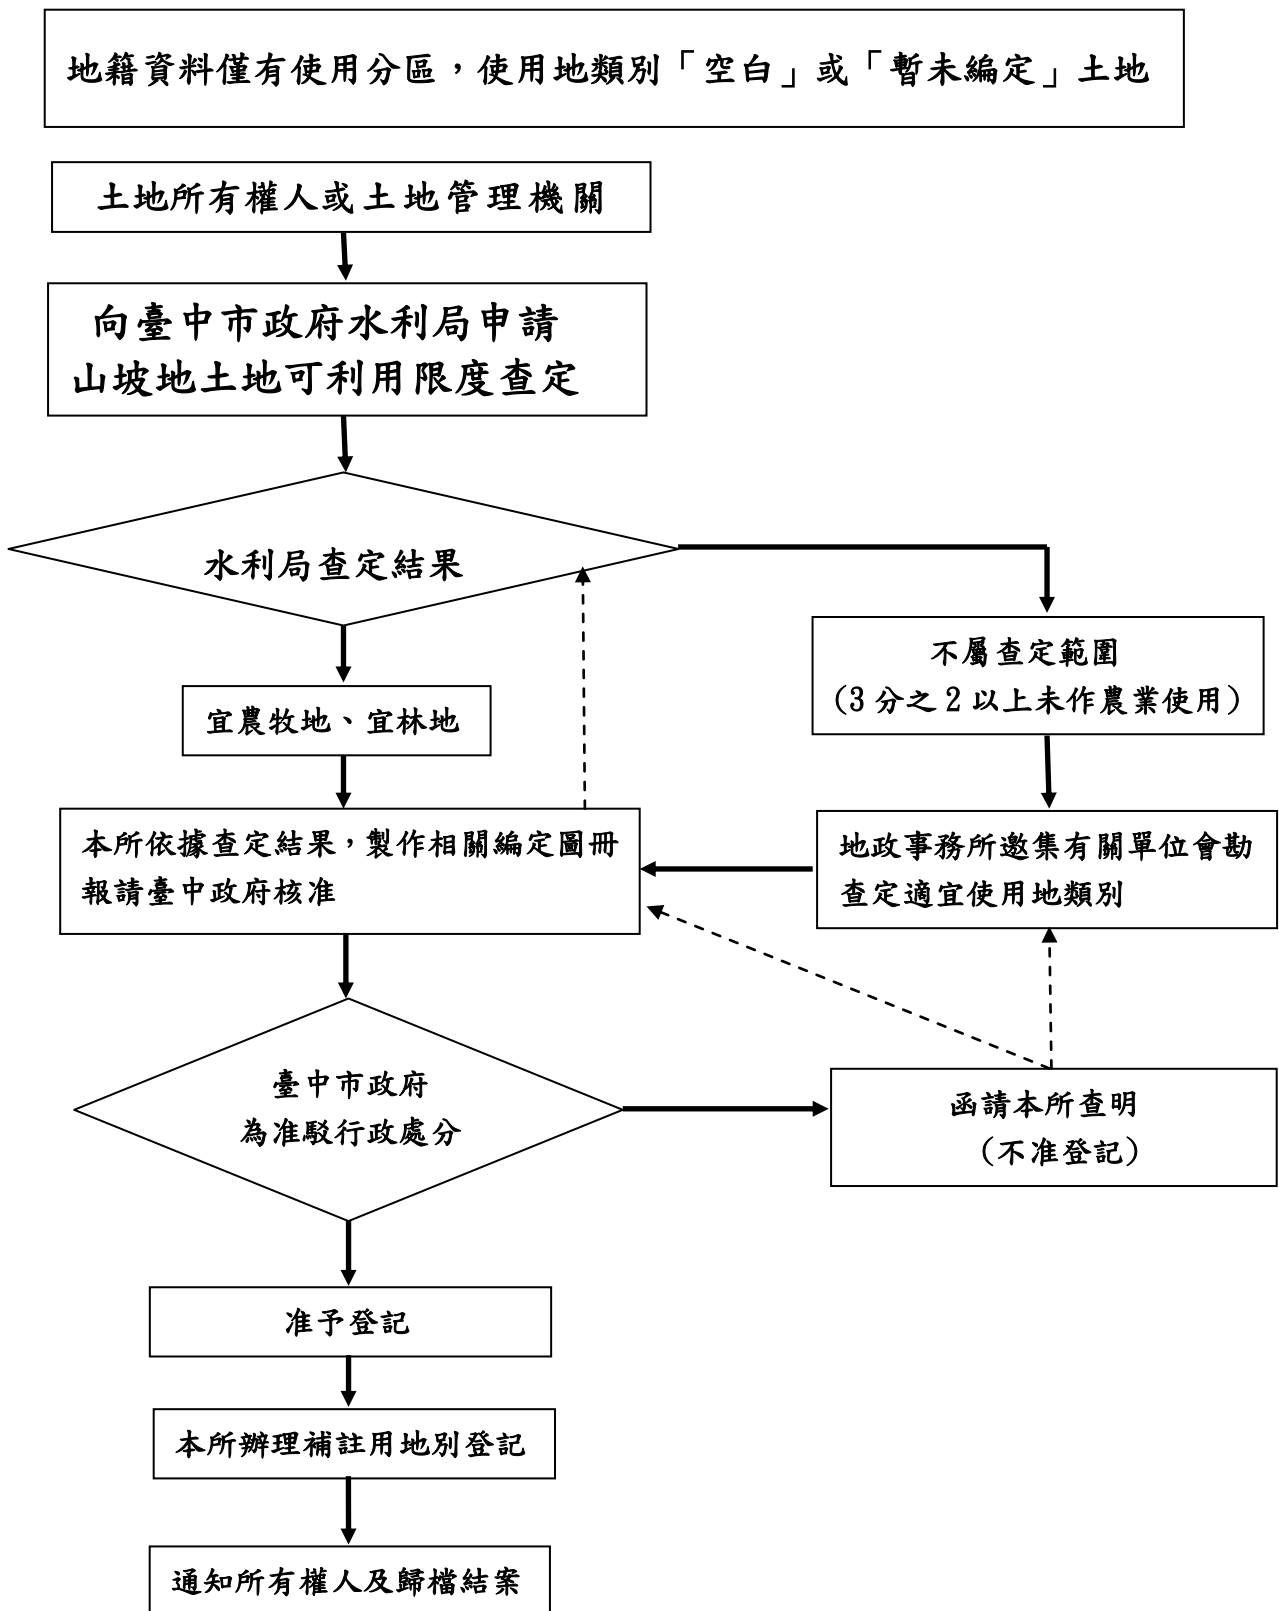 地籍資料僅有使用分區，使用地類別「空白」或「暫未編定」土地
土地所有權人或土地管理機關
向臺中市政府水利局申請
山坡地土地可利用限度查定
水利局查定結果
不屬查定範圍
(3分之2以上未作農業使用)
宜農牧地、宜林地
本所依據查定結果，製作相關編定圖冊
報請臺中政府核准
地政事務所邀集有關單位會勘
查定適宜使用地類別
臺中市政府
為准駁行政處分
函請本所查明
(不准登記)
准予登記
本所辦理補註用地別登記
通知所有權人及歸檔結案